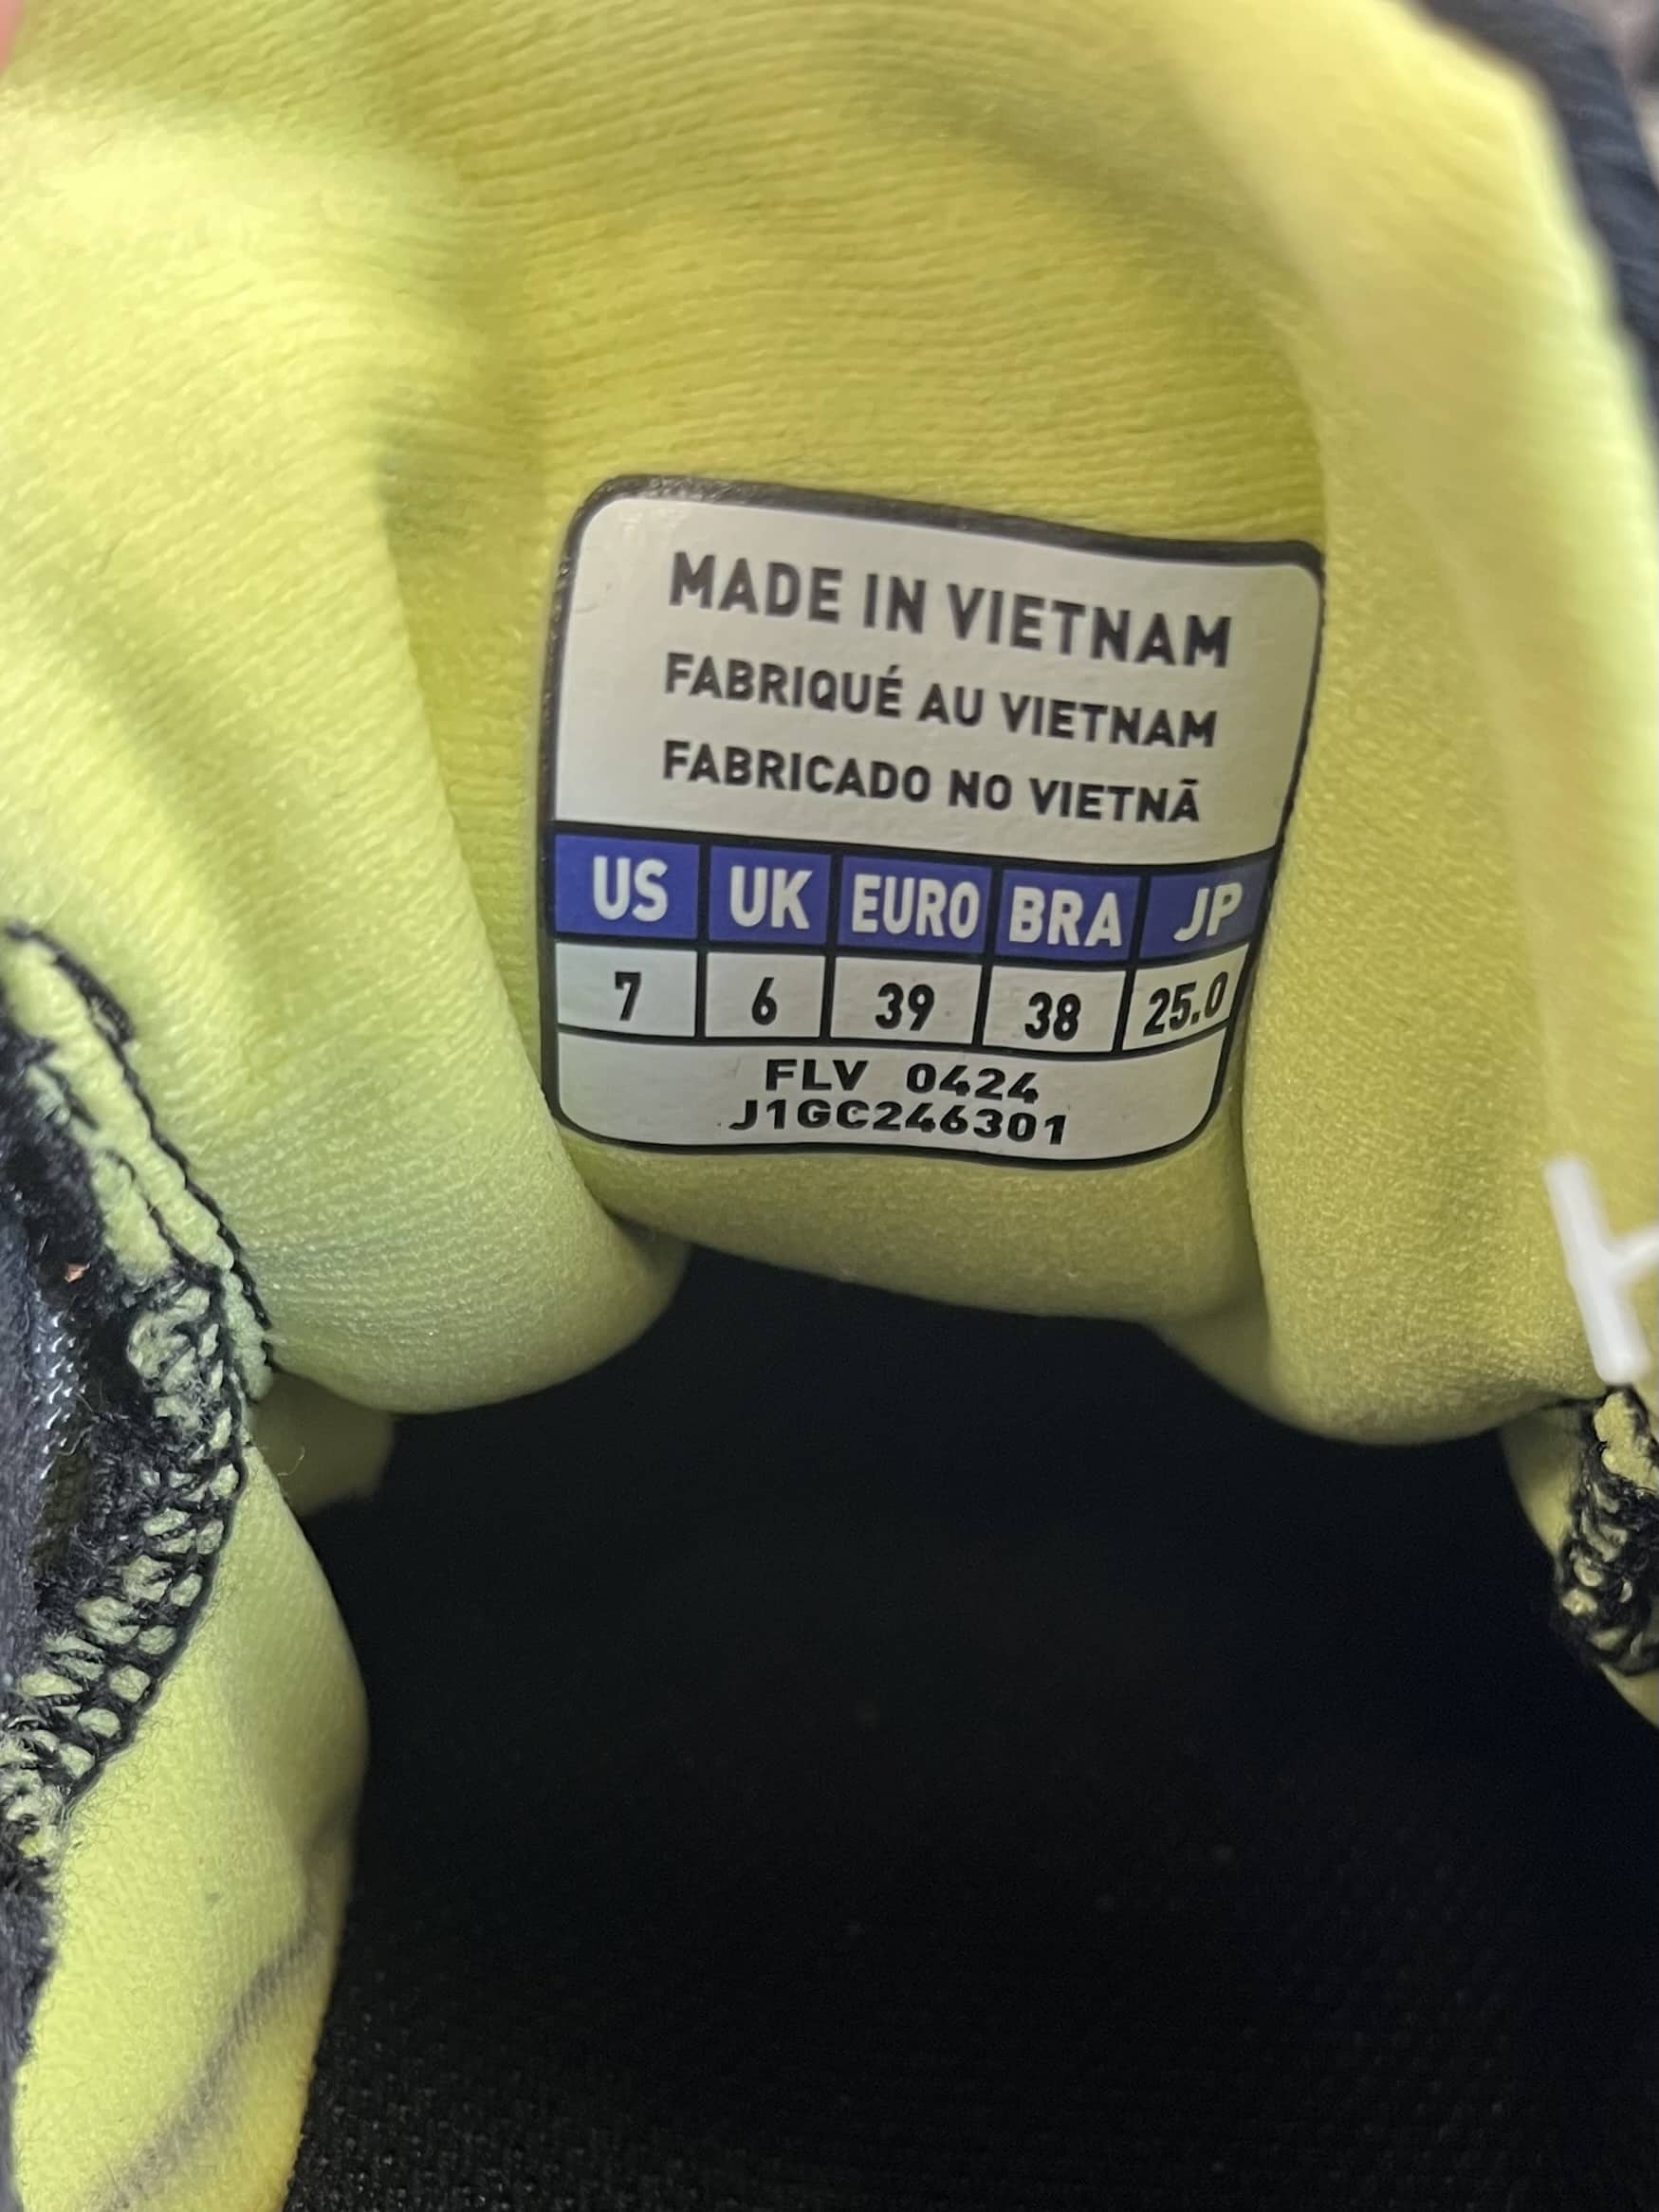 MADE IN VIETNAM
FABRIQUÉ AU VIETNAM
FABRICADO NO VIETNÃ
US UK EURO BRA JP
7 6 39 38 25.0
FLV 0424
J1GC246301